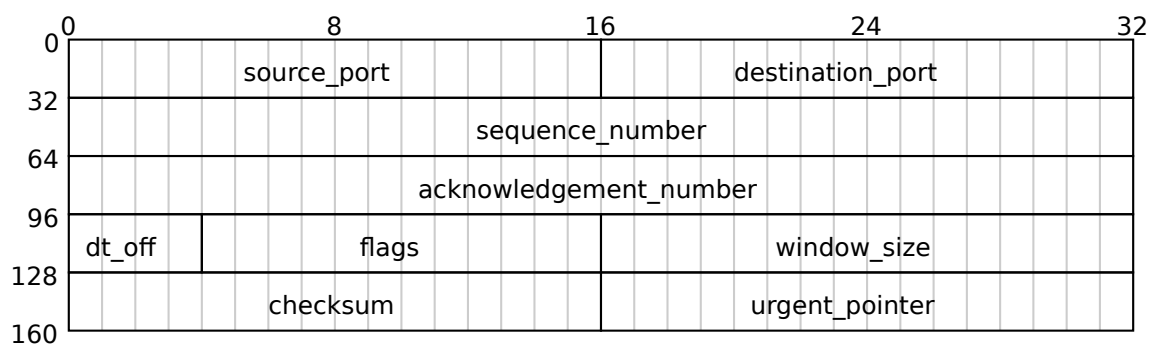 0 8 16 24 32
0
source_port destination_port
32
sequence_number
64
acknowledgement_number
96
dt_off flags window_size
128
checksum urgent_pointer
160